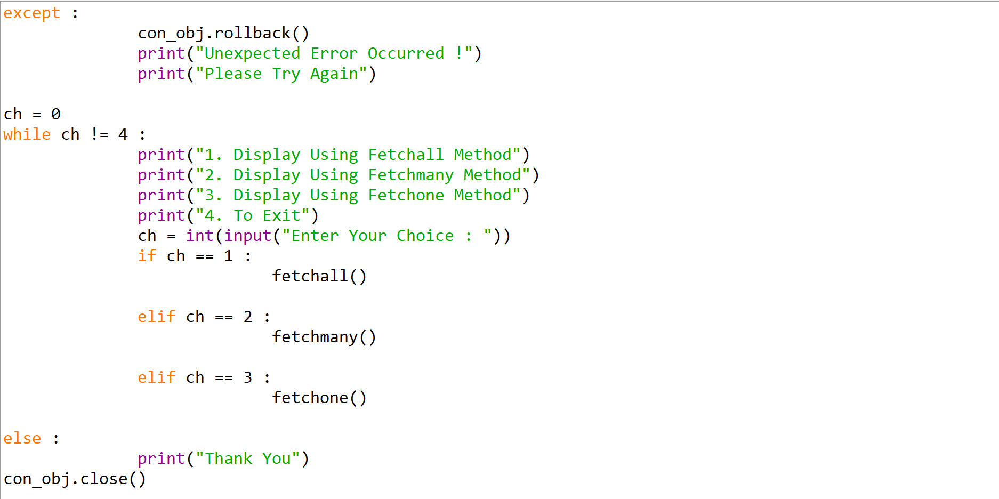 except :
con_obj.rollback()
print("Unexpected Error Occurred !")
print("Please Try Again")
ch = 0
while ch != 4 :
print("1. Display Using Fetchall Method")
print("2. Display Using Fetchmany Method")
print("3. Display Using Fetchone Method")
print("4. To Exit")
ch = int(input("Enter Your Choice : "))
if ch == 1 :
fetchall()
elif ch == 2 :
fetchmany()
elif ch == 3 :
fetchone()
else :
print("Thank You")
con_obj.close()